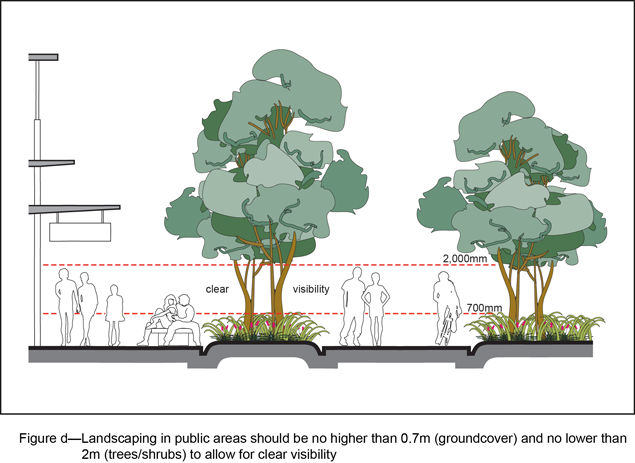 2,000mm
clear visibility
700mm
Figure d—Landscaping in public areas should be no higher than 0.7m (groundcover) and no lower than
2m (trees/shrubs) to allow for clear visibility